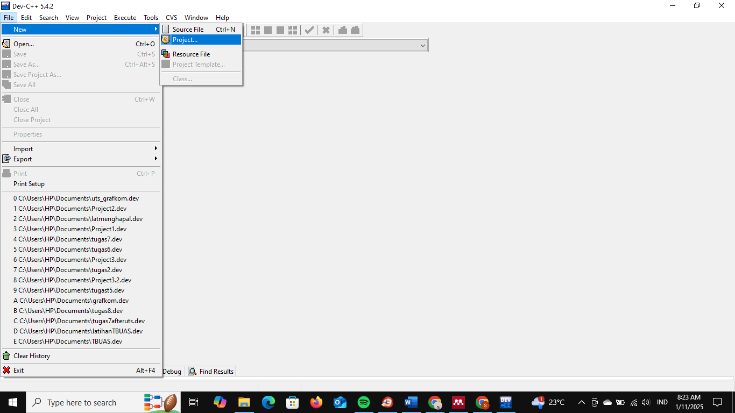 Dev-C++ 5.4.2
File Edit Search View Project Execute Tools CVS Window Help
New
Source File Ctrl+N
Project...
Resource File
Project Template...
Class...
Open... Ctrl+O
Save Ctrl+S
Save As.. Ctrl+Alt+S
Save Project As...
Save All
Close Ctrl+W
Close All
Close Project
Properties
Import
Export
Print Ctrl+P
Print Setup
0 C:\Users\HP\Documents\uts_grafkom.dev
1 C:\Users\HP\Documents\Project2.dev
2 C:\Users\HP\Documents\latmenghapal.dev
3 C:\Users\HP\Documents\Project1.dev
4 C:\Users\HP\Documents\tugas7.dev
5 C:\Users\HP\Documents\tugas6.dev
6 C:\Users\HP\Documents\Project3.dev
7 C:\Users\HP\Documents\tugas2.dev
8 C:\Users\HP\Documents\Project3.2.dev
9 C:\Users\HP\Documents\tugast5.dev
A C:\Users\HP\Documents\grafkom.dev
B C:\Users\HP\Documents\tugas8.dev
C C:\Users\HP\Documents\tugas7afteruts.dev
D C:\Users\HP\Documents\latihanTBUAS.dev
E C:\Users\HP\Documents\TBUAS.dev
Clear History
Exit Alt+F4
Debug Find Results
Type here to search
23°C
IND
8:23 AM
1/11/2025